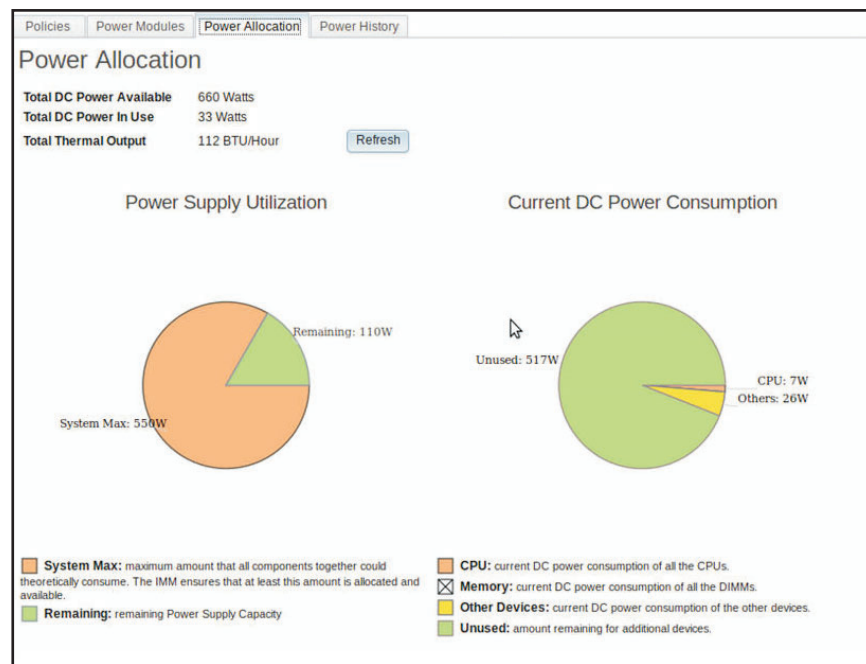 Policies Power Modules Power Allocation Power History
Power Allocation
Total DC Power Available 660 Watts
Total DC Power In Use 33 Watts
Total Thermal Output 112 BTU/Hour Refresh
Power Supply Utilization
Remaining: 110W
System Max: 550W
Current DC Power Consumption
Unused: 517W
CPU: 7W
Others: 26W
System Max: maximum amount that all components together could
theoretically consume. The IMM ensures that at least this amount is allocated and
available.
Remaining: remaining Power Supply Capacity
CPU: current DC power consumption of all the CPUs.
Memory: current DC power consumption of all the DIMMs.
Other Devices: current DC power consumption of the other devices.
Unused: amount remaining for additional devices.